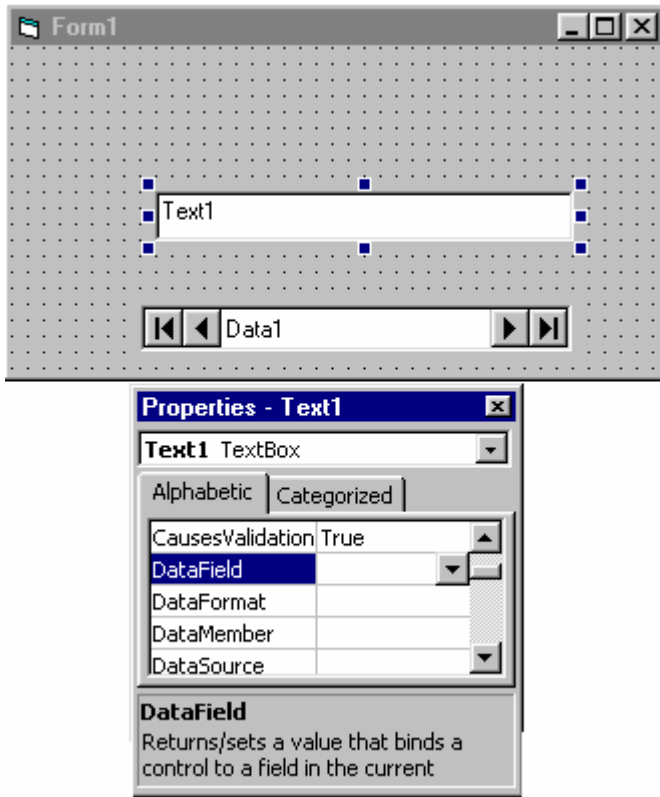 Form1
Text1
Data1
Properties - Text1
Text1 TextBox
Alphabetic Categorized
CausesValidation True
DataField
DataFormat
DataMember
DataSource
DataField
Returns/sets a value that binds a
control to a field in the current